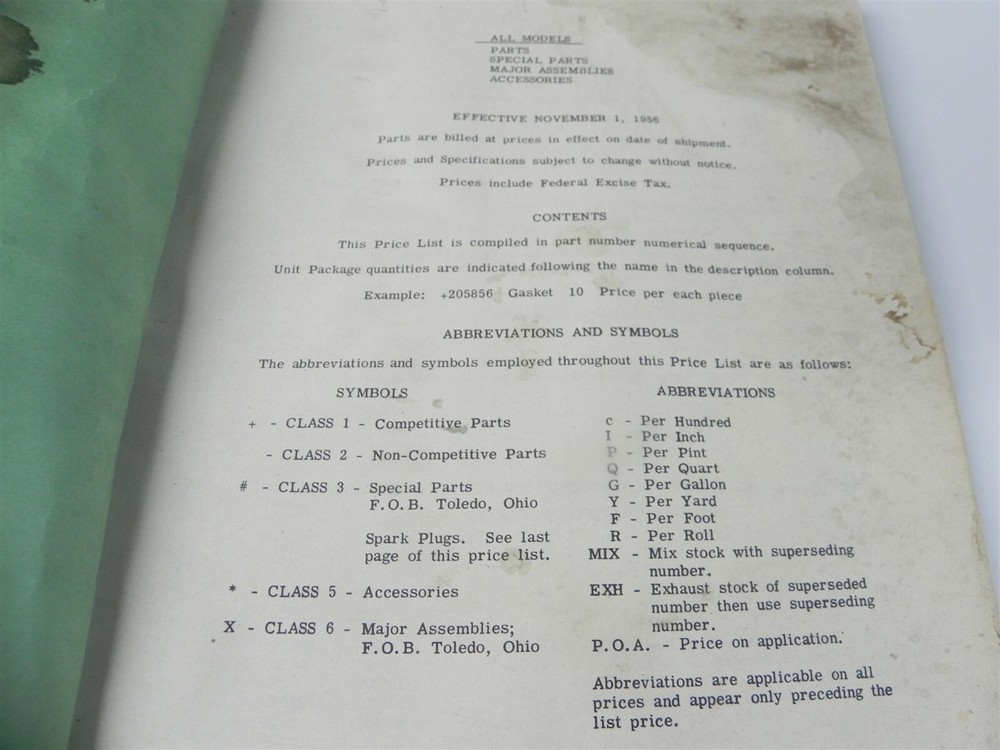 ALL MODELS
PARTS
SPECIAL PARTS
MAJOR ASSEMBLIES
ACCESSORIES
EFFECTIVE NOVEMBER 1, 1956
Parts are billed at prices in effect on date of shipment.
Prices and Specifications subject to change without notice.
Prices include Federal Excise Tax.
CONTENTS
This Price List is compiled in part number numerical sequence.
Unit Package quantities are indicated following the name in the description column.
Example: +205856 Gasket 10 Price per each piece
ABBREVIATIONS AND SYMBOLS
The abbreviations and symbols employed throughout this Price List are as follows:
SYMBOLS
+ - CLASS 1 - Competitive Parts
- CLASS 2 - Non-Competitive Parts
# - CLASS 3 - Special Parts
F.O.B. Toledo, Ohio
Spark Plugs. See last
page of this price list.
* - CLASS 5 - Accessories
X - CLASS 6 - Major Assemblies;
F.O.B. Toledo, Ohio
ABBREVIATIONS
c - Per Hundred
I - Per Inch
P - Per Pint
Q - Per Quart
G - Per Gallon
Y - Per Yard
F - Per Foot
R - Per Roll
MIX - Mix stock with superseding
number.
EXH - Exhaust stock of superseded
number then use superseding
number.
P.O.A. - Price on application.
Abbreviations are applicable on all
prices and appear only preceding the
list price.